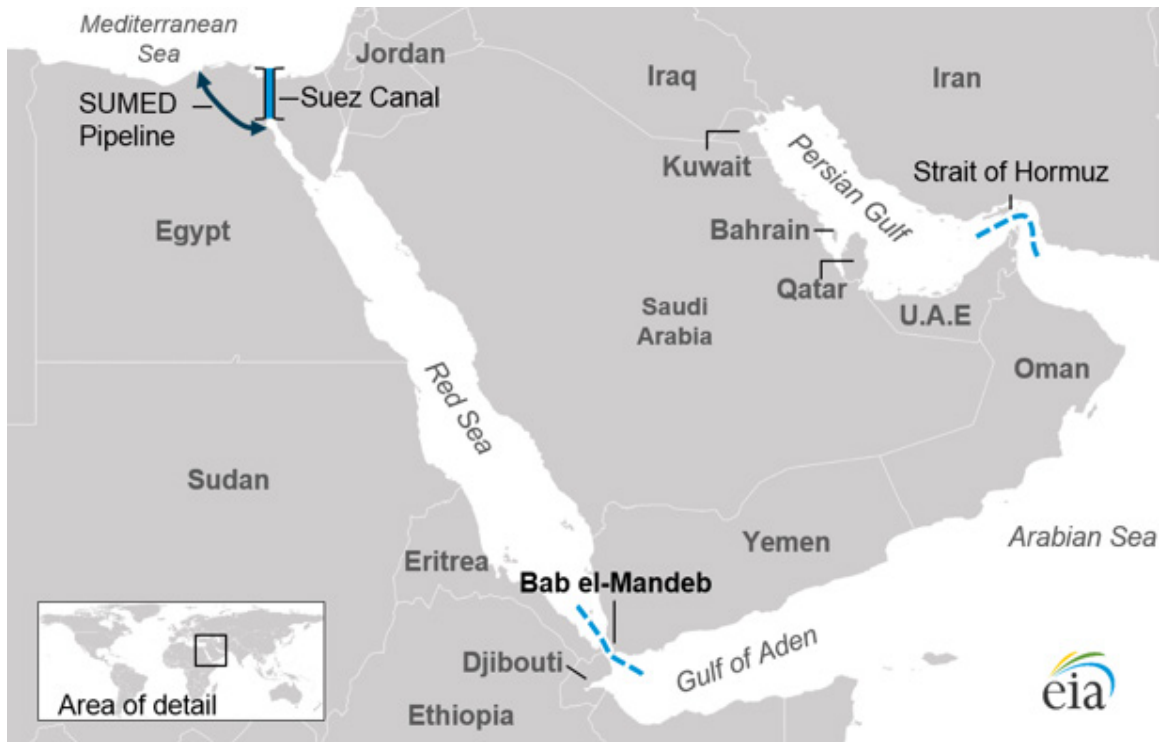 Mediterranean
Sea
Jordan
Iraq
Iran
SUMED
Pipeline
Suez Canal
Kuwait
Persian Gulf
Strait of Hormuz
Egypt
Bahrain
Qatar
Saudi
Arabia
U.A.E
Oman
Red Sea
Sudan
Eritrea
Yemen
Arabian Sea
Bab el-Mandeb
Djibouti
Gulf of Aden
Ethiopia
Area of detail
eia